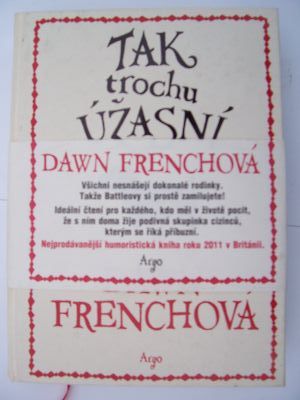 TAK
trochu
ÚŽASNÍ
DAWN FRENCHOVÁ
Všichni nesnášejí dokonalé rodinky.
Takže Battleovy si prostě zamilujete!
Ideální čtení pro každého, kdo měl v životě pocit,
že s ním doma žije podivná skupinka cizinců,
kterým se říká příbuzní.
Nejprodávanější humoristická kniha roku 2011 v Británii.
Argo
DAWN
FRENCHOVÁ
Argo